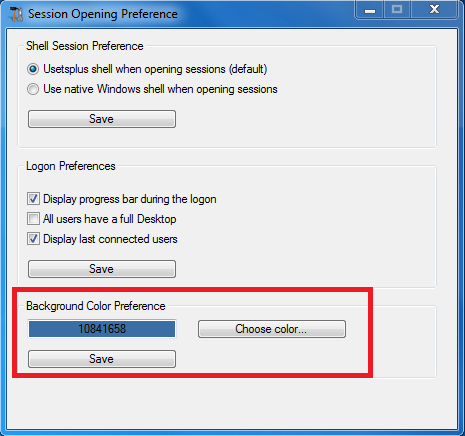 Session Opening Preference
Shell Session Preference
Usetsplus shell when opening sessions (default)
Use native Windows shell when opening sessions
Save
Logon Preferences
Display progress bar during the logon
All users have a full Desktop
Display last connected users
Save
Background Color Preference
10841658 Choose color...
Save